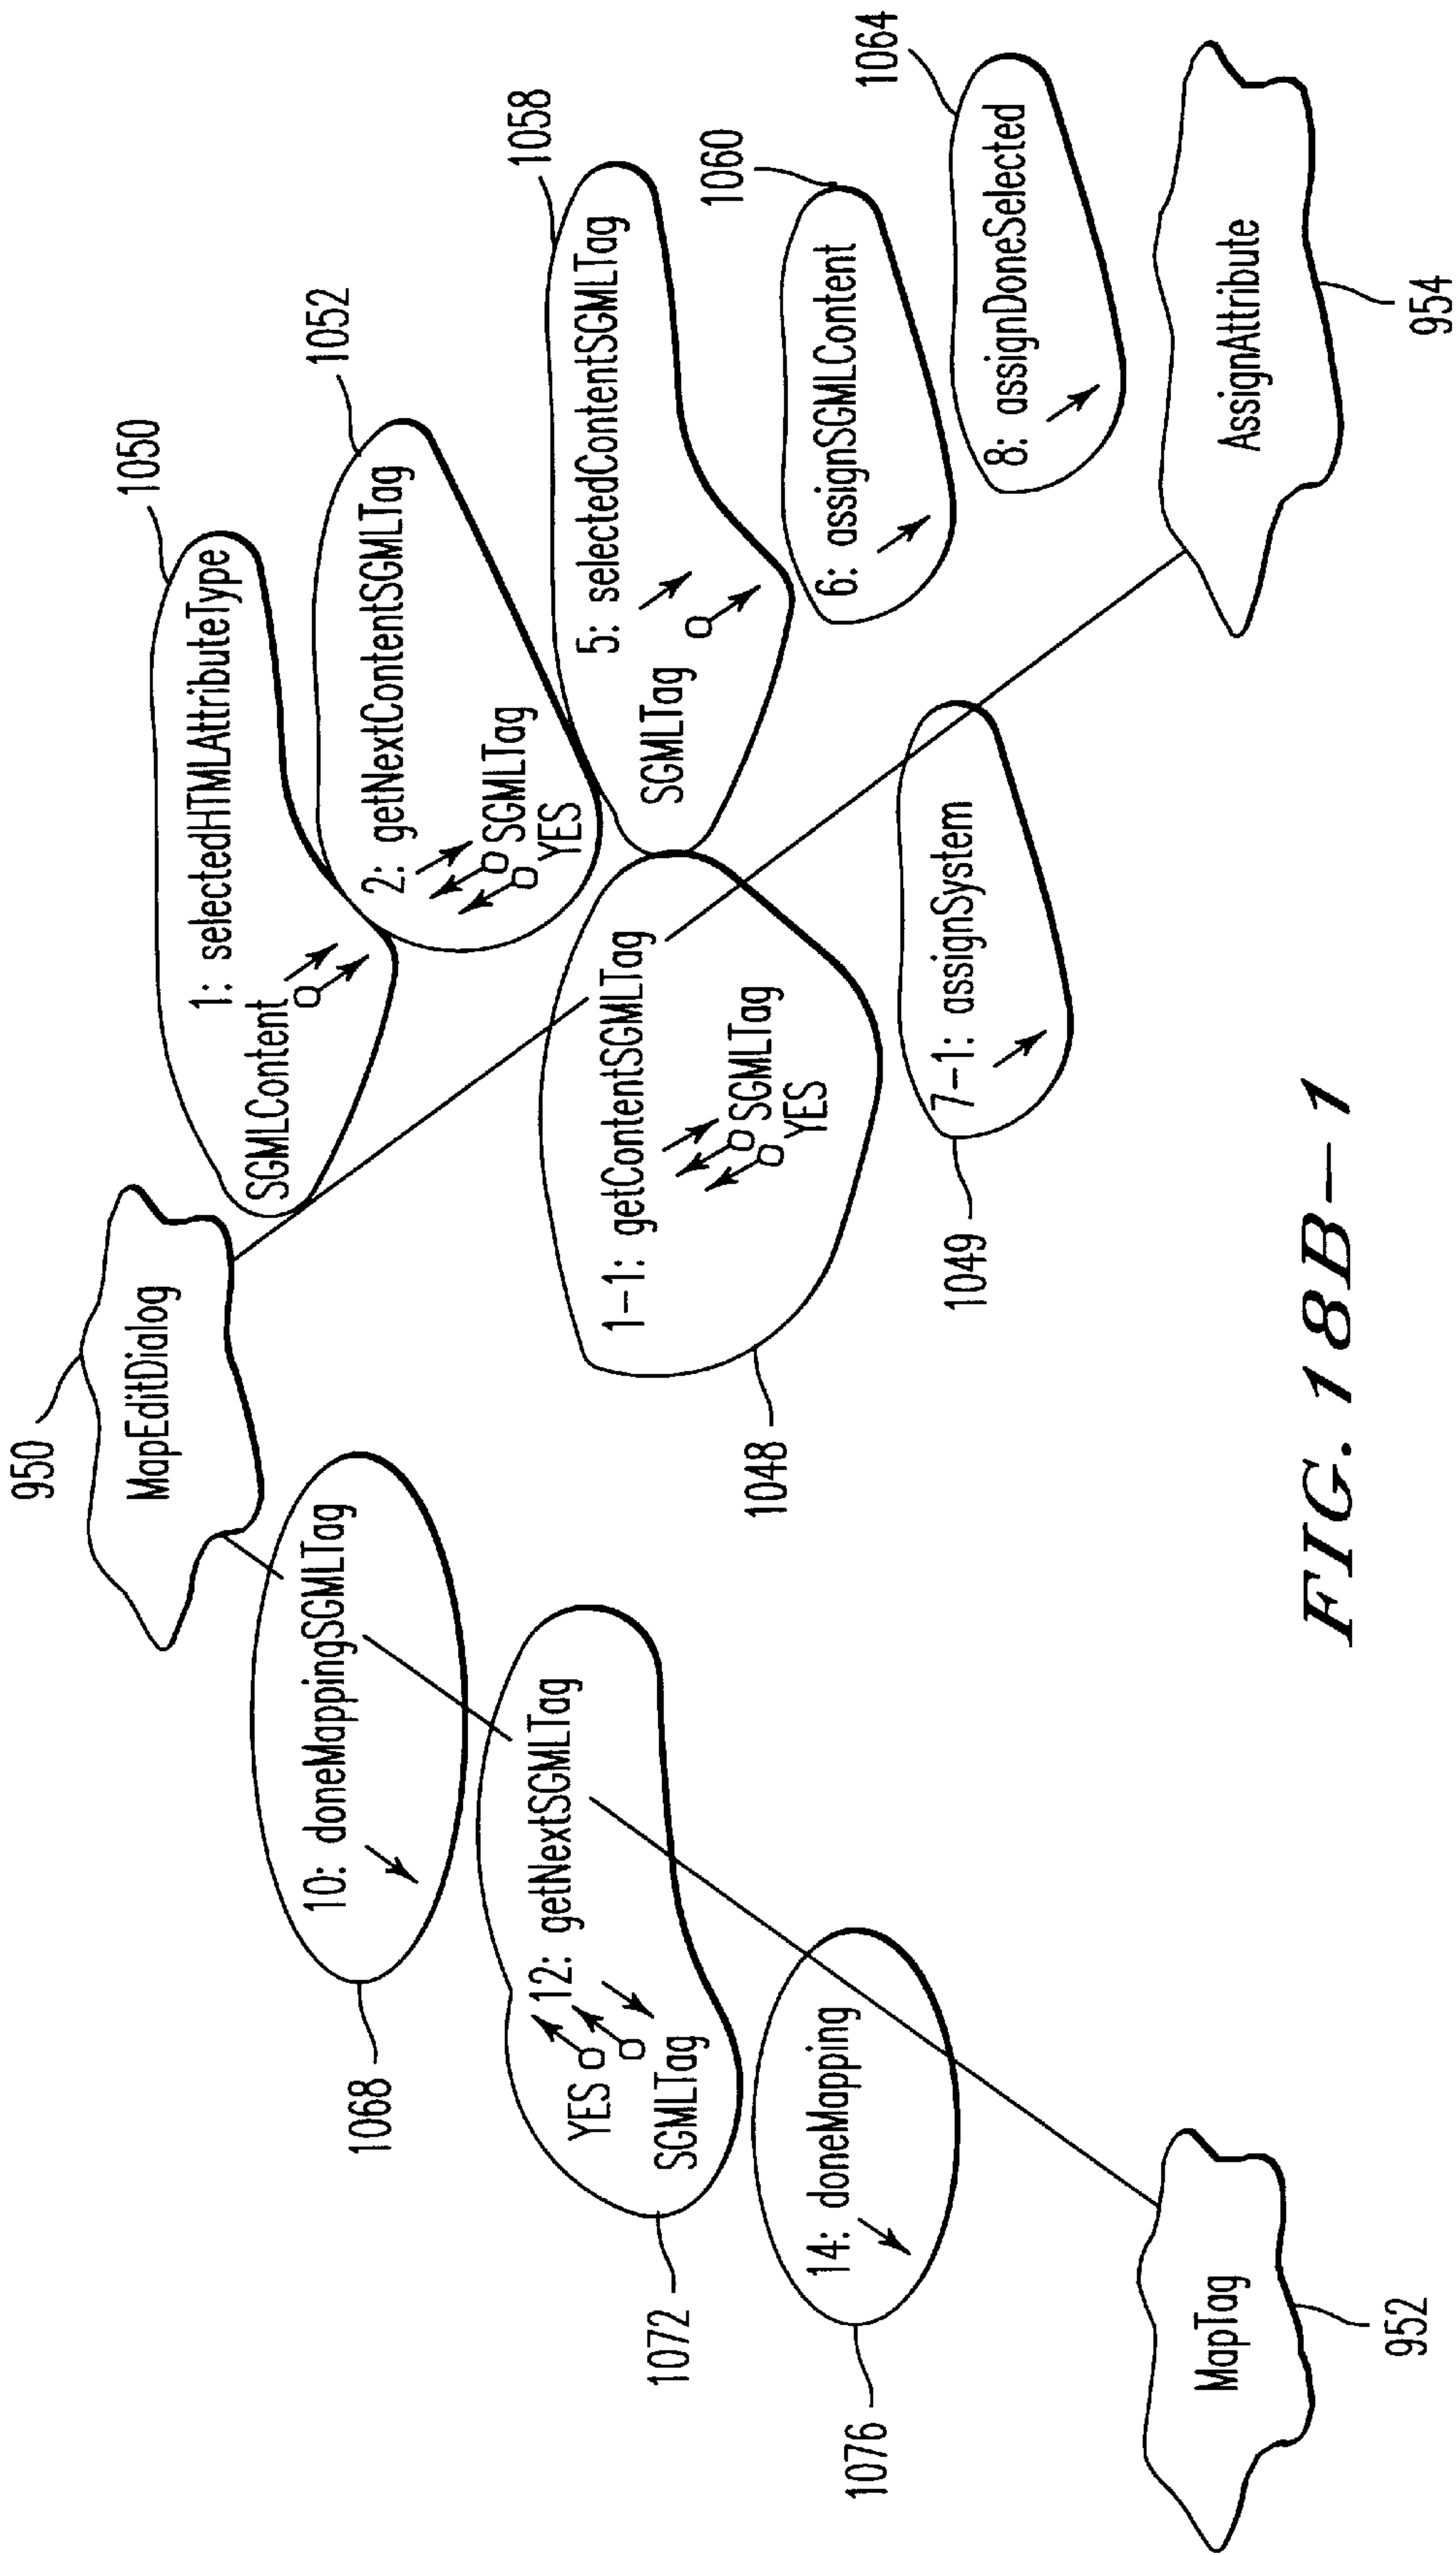 950
MapEditDialog
1050
1: selectedHTMLAttributeType
SGMLContent
1052
2: getNextContentSGMLTag
SGMLTag
YES
1058
5: selectedContentSGMLTag
SGMLTag
1060
6: assignSGMLContent
1064
8: assignDoneSelected
1-1: getContentSGMLTag
SGMLTag
YES
1048
7-1: assignSystem
1049
AssignAttribute
954
10: doneMappingSGMLTag
1068
12: getNextSGMLTag
YES
SGMLTag
1072
14: doneMapping
1076
MapTag
952
FIG. 18B-1